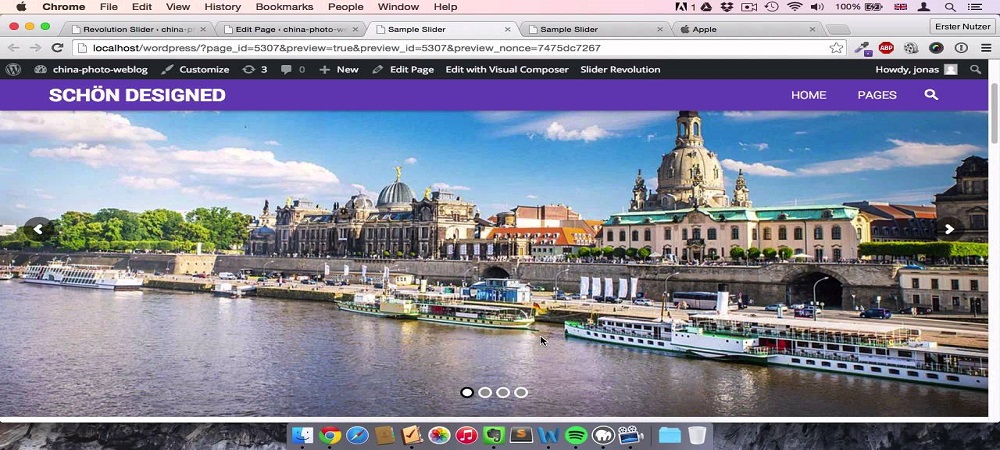 Chrome File Edit View History Bookmarks People Window Help 1 100% Q
Revolution Slider ‹ china-p Edit Page ‹ china-photo-w Sample Slider Sample Slider Apple Erster Nutzer
localhost/wordpress/?page_id=5307&preview=true&preview_id=5307&preview_nonce=7475dc7267 ABP
china-photo-weblog Customize 3 0 + New Edit Page Edit with Visual Composer Slider Revolution Howdy, jonas
SCHÖN DESIGNED HOME PAGES